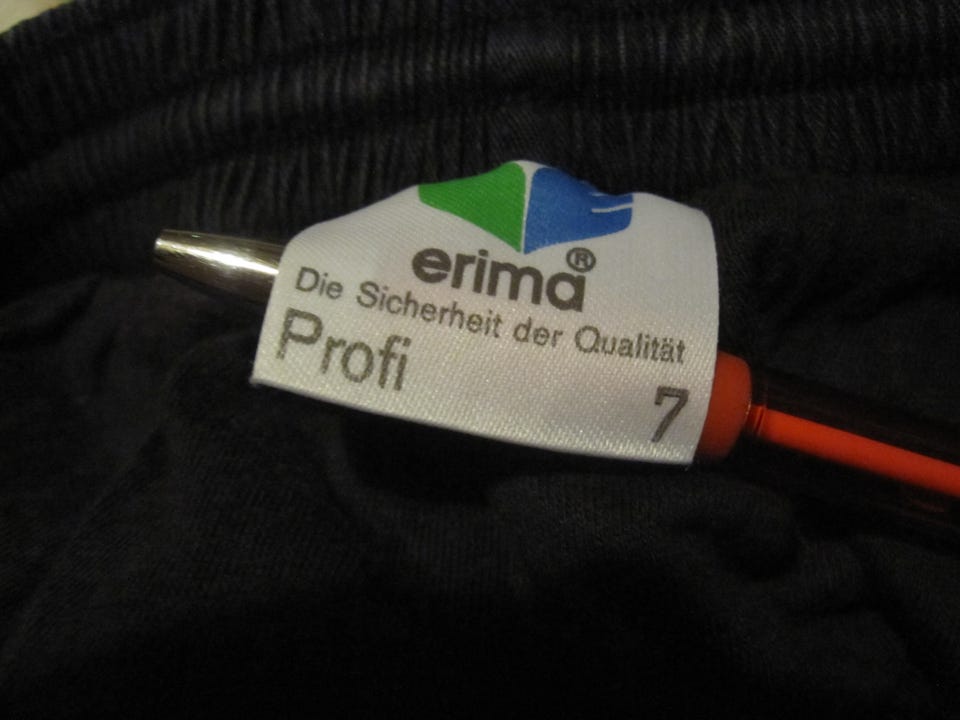 erima®
Die Sicherheit der Qualität
Profi
7